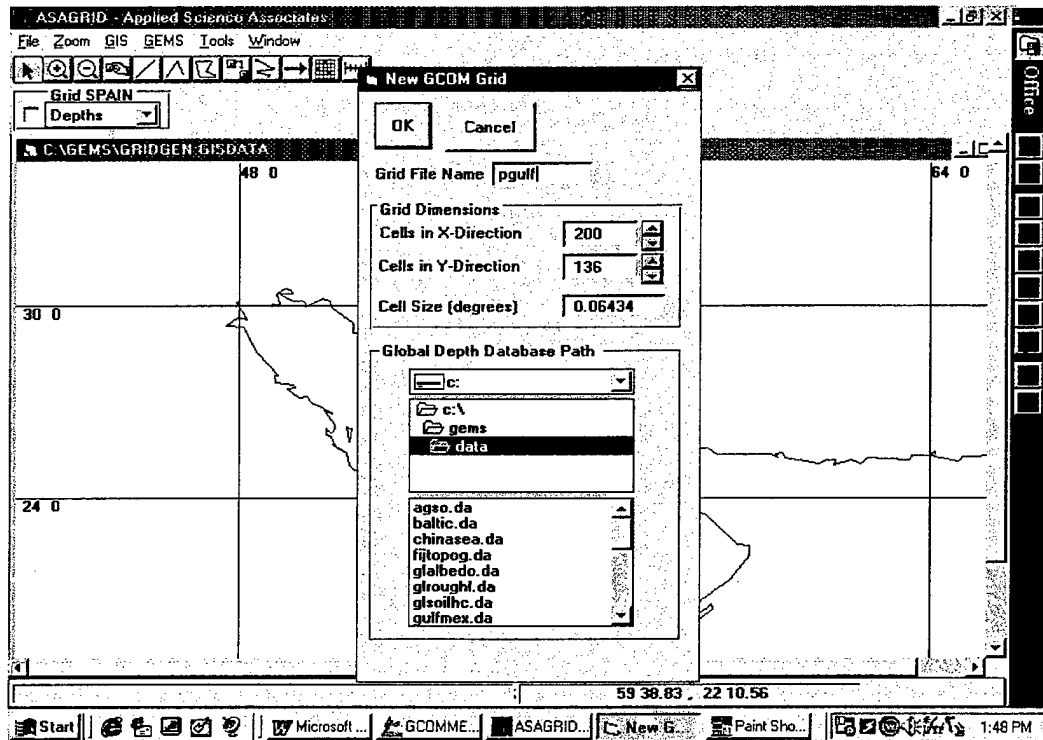 ASAGRID - Applied Science Associates
File Zoom GIS GEMS Tools Window
Grid SPAIN
Depths
C:\GEMS\GRIDGEN\GISDATA
48 0
64 0
30 0
24 0
New GCOM Grid
OK Cancel
Grid File Name pgulf
Grid Dimensions
Cells in X-Direction 200
Cells in Y-Direction 136
Cell Size (degrees) 0.06434
Global Depth Database Path
c:
c:\
gems
data
agso.da
baltic.da
chinasea.da
fijtopog.da
glalbedo.da
glroughl.da
glsoilhc.da
gulfmex.da
59 38.83 , 22 10.56
Office
Start Microsoft ... GCOMME... ASAGRID... New G... Paint Sho... 1:48 PM